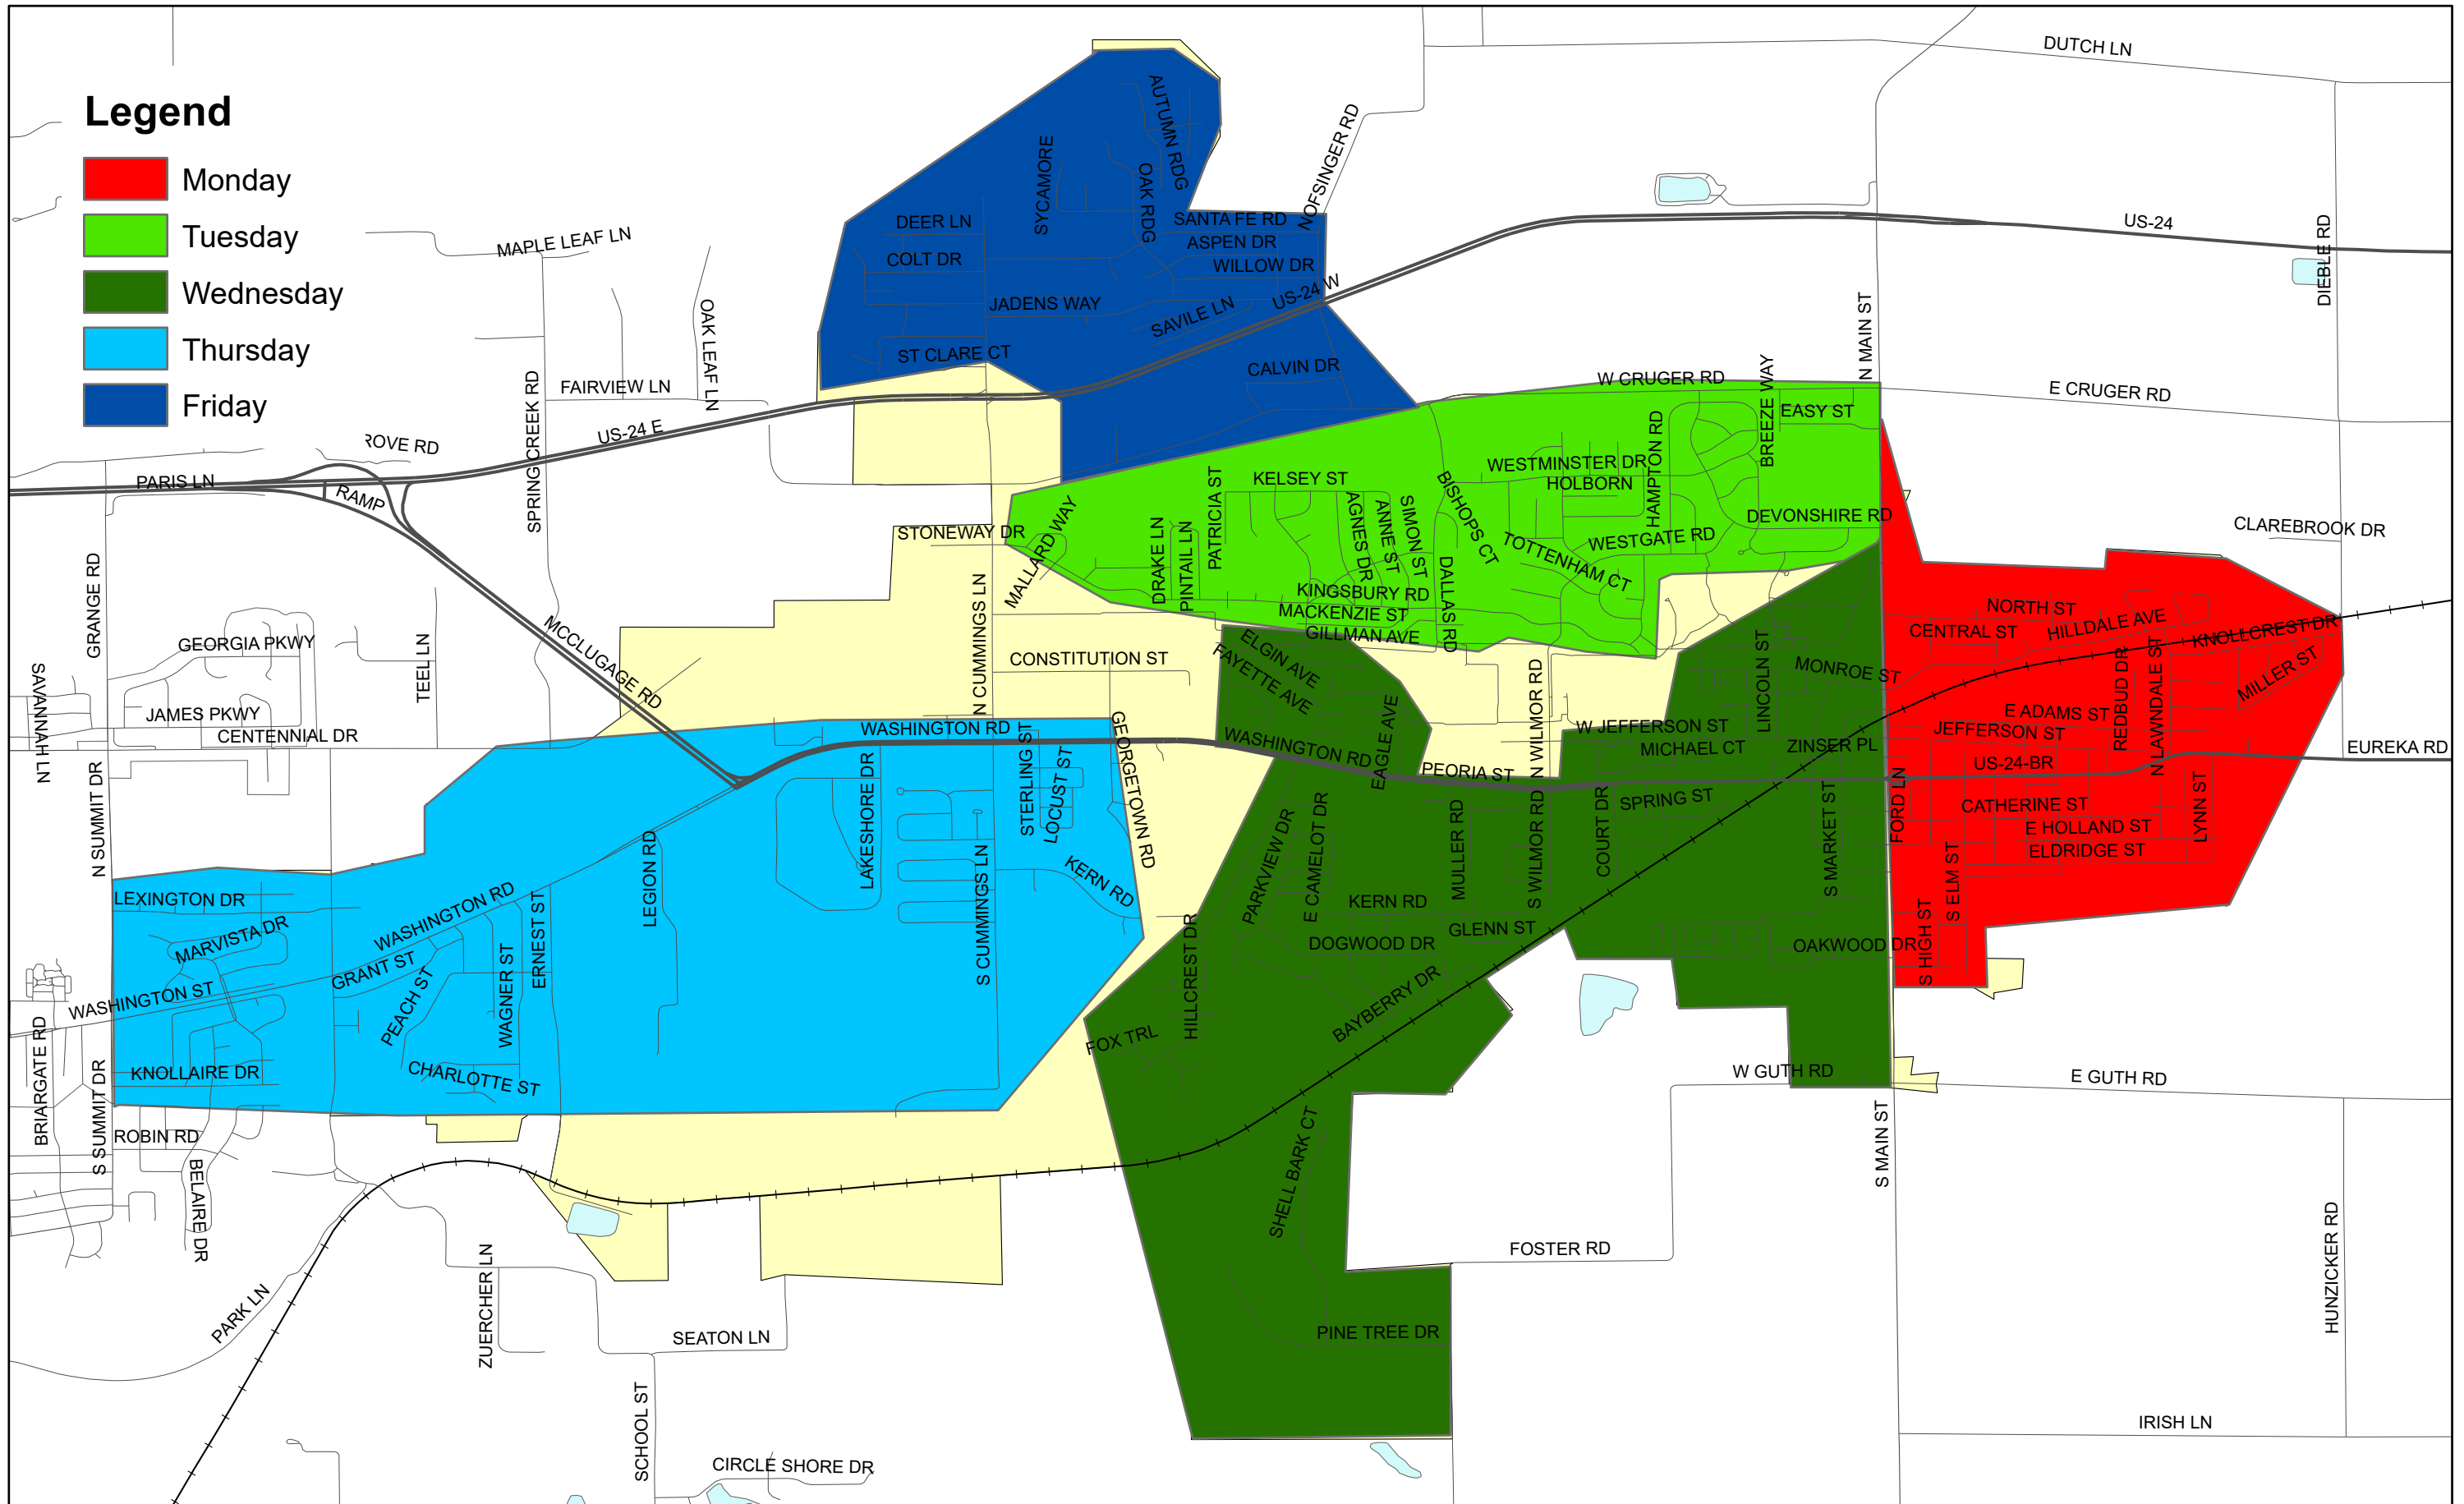 Legend
Monday
Tuesday
Wednesday
Thursday
Friday
DUTCH LN
AUTUMN RDG
SYCAMORE
OAK RDG
NOFSINGER RD
DEER LN
SANTA FE RD
ASPEN DR
COLT DR
WILLOW DR
JADENS WAY
SAVILE LN
US-24 W
ST CLARE CT
CALVIN DR
US-24
DIEBLE RD
MAPLE LEAF LN
OAK LEAF LN
FAIRVIEW LN
SPRING CREEK RD
US-24 E
ROVE RD
PARIS LN
RAMP
N MAIN ST
W CRUGER RD
E CRUGER RD
BREEZE WAY
EASY ST
HAMPTON RD
WESTMINSTER DR
HOLBORN
KELSEY ST
PATRICIA ST
BISHOPS CT
AGNES DR
ANNE ST
SIMON ST
DEVONSHIRE RD
WESTGATE RD
TOTTENHAM CT
CLAREBROOK DR
STONEWAY DR
MALLARD WAY
DRAKE LN
PINTAIL LN
KINGSBURY RD
MACKENZIE ST
GILLMAN AVE
DALLAS RD
GRANGE RD
MCCLUGAGE RD
N CUMMINGS LN
GEORGIA PKWY
TEEL LN
SAVANNAH LN
JAMES PKWY
CENTENNIAL DR
CONSTITUTION ST
ELGIN AVE
FAYETTE AVE
EAGLE AVE
N WILMOR RD
LINCOLN ST
MONROE ST
NORTH ST
CENTRAL ST
HILLDALE AVE
KNOLLCREST DR
MILLER ST
REDBUD DR
N LAWNDALE ST
E ADAMS ST
JEFFERSON ST
EUREKA RD
US-24-BR
W JEFFERSON ST
MICHAEL CT
ZINSER PL
WASHINGTON RD
WASHINGTON RD
PEORIA ST
GEORGETOWN RD
STERLING ST
LOCUST ST
LAKESHORE DR
N SUMMIT DR
SPRING ST
COURT DR
S MARKET ST
FORD LN
CATHERINE ST
E HOLLAND ST
ELDRIDGE ST
LYNN ST
S ELM ST
S HIGH ST
PARKVIEW DR
E CAMELOT DR
MULLER RD
S WILMOR RD
KERN RD
KERN RD
GLENN ST
DOGWOOD DR
OAKWOOD DR
LEGION RD
S CUMMINGS LN
LEXINGTON DR
MARVISTA DR
WASHINGTON RD
GRANT ST
PEACH ST
WAGNER ST
ERNEST ST
WASHINGTON ST
HILLCREST DR
FOX TRL
BAYBERRY DR
BRIARGATE RD
S SUMMIT DR
KNOLLAIRE DR
CHARLOTTE ST
W GUTH RD
E GUTH RD
ROBIN RD
BELAIRE DR
SHELL BARK CT
S MAIN ST
FOSTER RD
HUNZICKER RD
PARK LN
ZUERCHER LN
SEATON LN
PINE TREE DR
SCHOOL ST
IRISH LN
CIRCLE SHORE DR